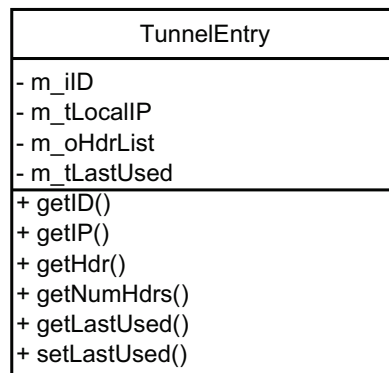 TunnelEntry
- m_iID
- m_tLocalIP
- m_oHdrList
- m_tLastUsed
+ getID()
+ getIP()
+ getHdr()
+ getNumHdrs()
+ getLastUsed()
+ setLastUsed()